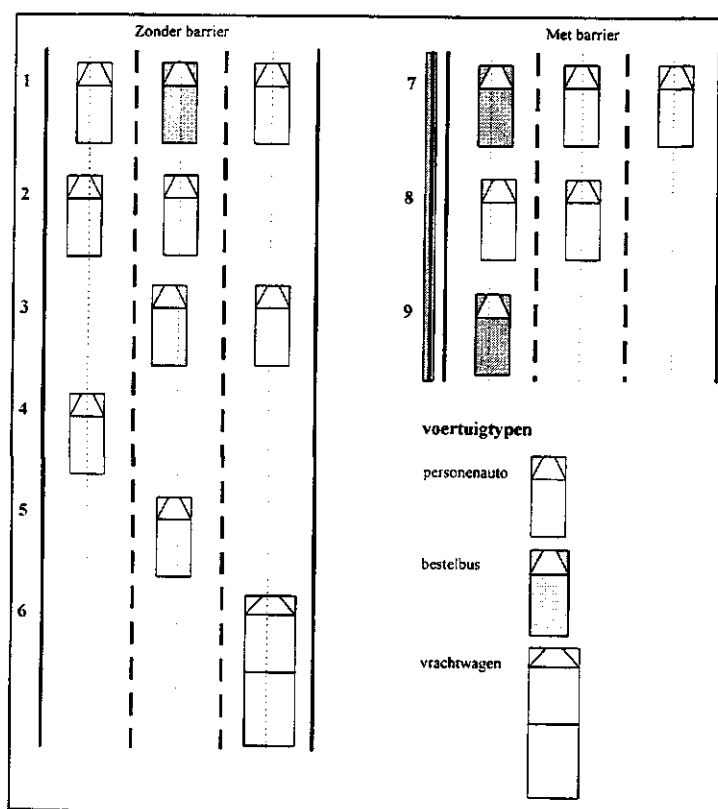 Zonder barrier
1
2
3
4
5
6
Met barrier
7
8
9
voertuigtypen
personenauto
bestelbus
vrachtwagen